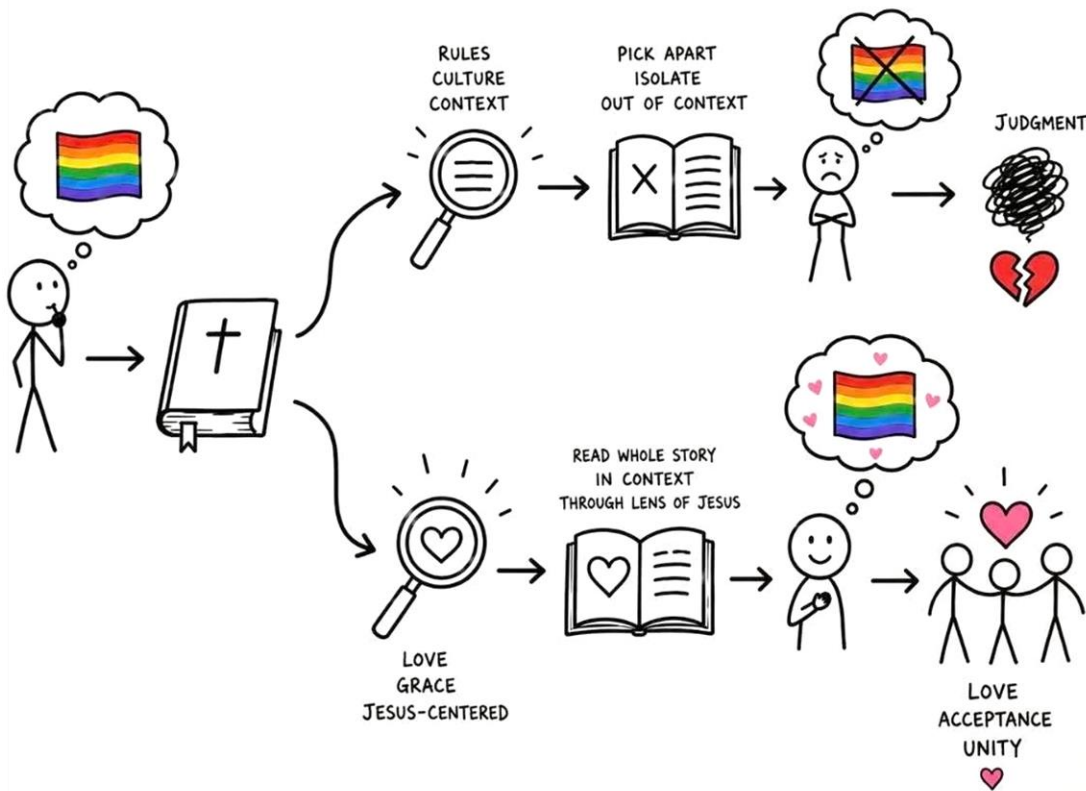 RULES
CULTURE
CONTEXT
PICK APART
ISOLATE
OUT OF CONTEXT
JUDGMENT
LOVE
GRACE
JESUS-CENTERED
READ WHOLE STORY
IN CONTEXT
THROUGH LENS OF JESUS
LOVE
ACCEPTANCE
UNITY